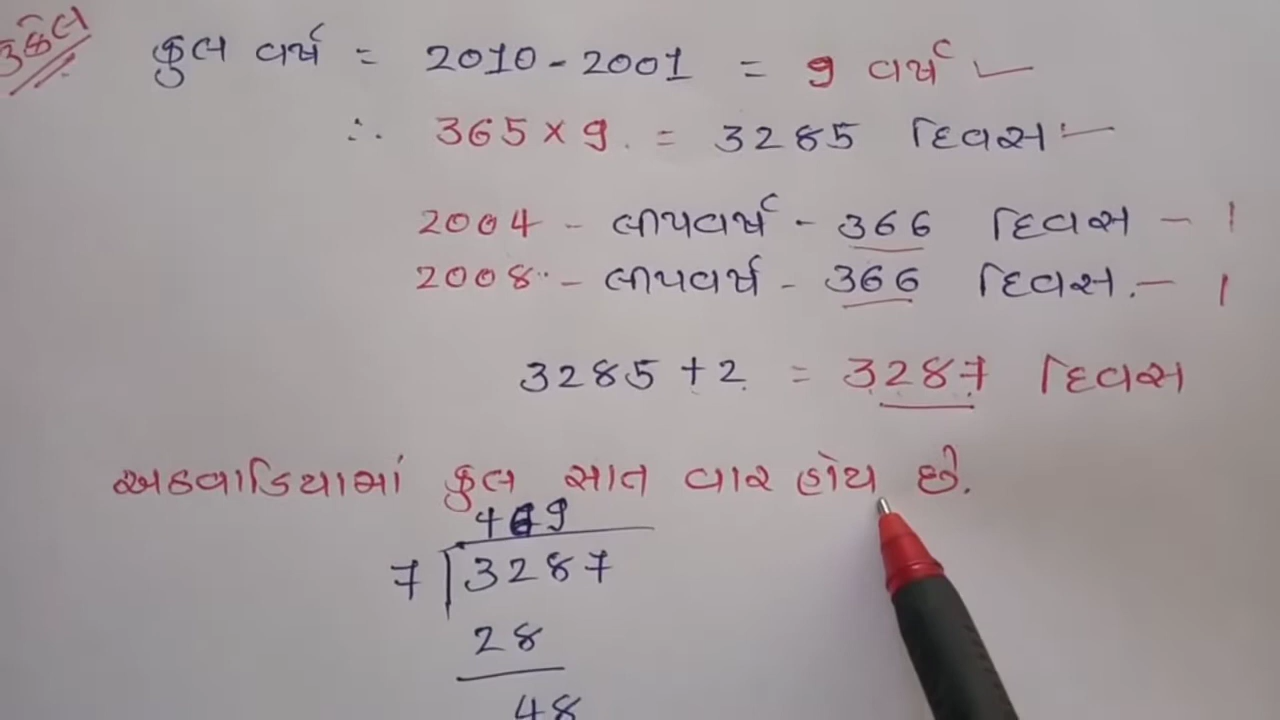 ઉકેલ
કુલ વર્ષ = 2010 - 2001 = 9 વર્ષ
∴ 365 × 9 = 3285 દિવસ
2004 - લીપવર્ષ - 366 દિવસ - 1
2008 - લીપવર્ષ - 366 દિવસ. - 1
3285 + 2 = 3287 દિવસ
અઠવાડિયામાં કુલ સાત વાર હોય છે.
469
7 3287
28
48